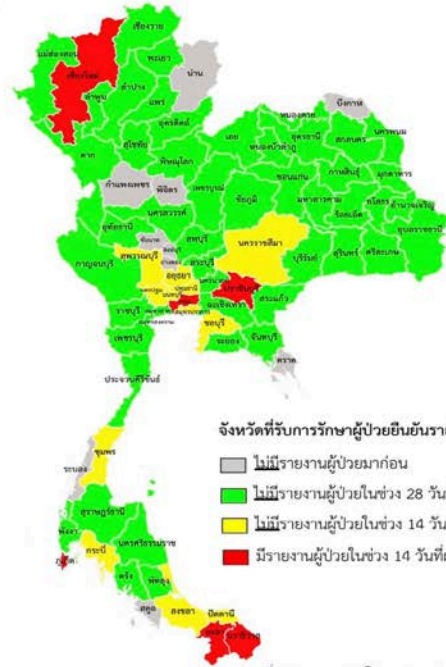 เชียงราย
แม่ฮ่องสอน
เชียงใหม่
พะเยา
น่าน
ลำพูน
ลำปาง
แพร่
อุตรดิตถ์
ตาก
สุโขทัย
พิษณุโลก
เลย
หนองคาย
บึงกาฬ
หนองบัวลำภู
อุดรธานี
สกลนคร
นครพนม
กำแพงเพชร
พิจิตร
เพชรบูรณ์
ขอนแก่น
กาฬสินธุ์
มุกดาหาร
ชัยภูมิ
มหาสารคาม
ร้อยเอ็ด
ยโสธร
อำนาจเจริญ
อุบลราชธานี
นครสวรรค์
อุทัยธานี
ชัยนาท
ลพบุรี
นครราชสีมา
บุรีรัมย์
สุรินทร์
ศรีสะเกษ
กาญจนบุรี
สุพรรณบุรี
สระบุรี
อยุธยา
นครนายก
ปราจีนบุรี
สระแก้ว
ฉะเชิงเทรา
ราชบุรี
ชลบุรี
เพชรบุรี
ระยอง
จันทบุรี
ตราด
ประจวบคีรีขันธ์
ชุมพร
ระนอง
สุราษฎร์ธานี
พังงา
นครศรีธรรมราช
กระบี่
ภูเก็ต
ตรัง
พัทลุง
สตูล
สงขลา
ปัตตานี
จังหวัดที่รับการรักษาผู้ป่วยยืนยันราย
ไม่มีรายงานผู้ป่วยมาก่อน
ไม่มีรายงานผู้ป่วยในช่วง 28 วัน
ไม่มีรายงานผู้ป่วยในช่วง 14 วัน
มีรายงานผู้ป่วยในช่วง 14 วันที่